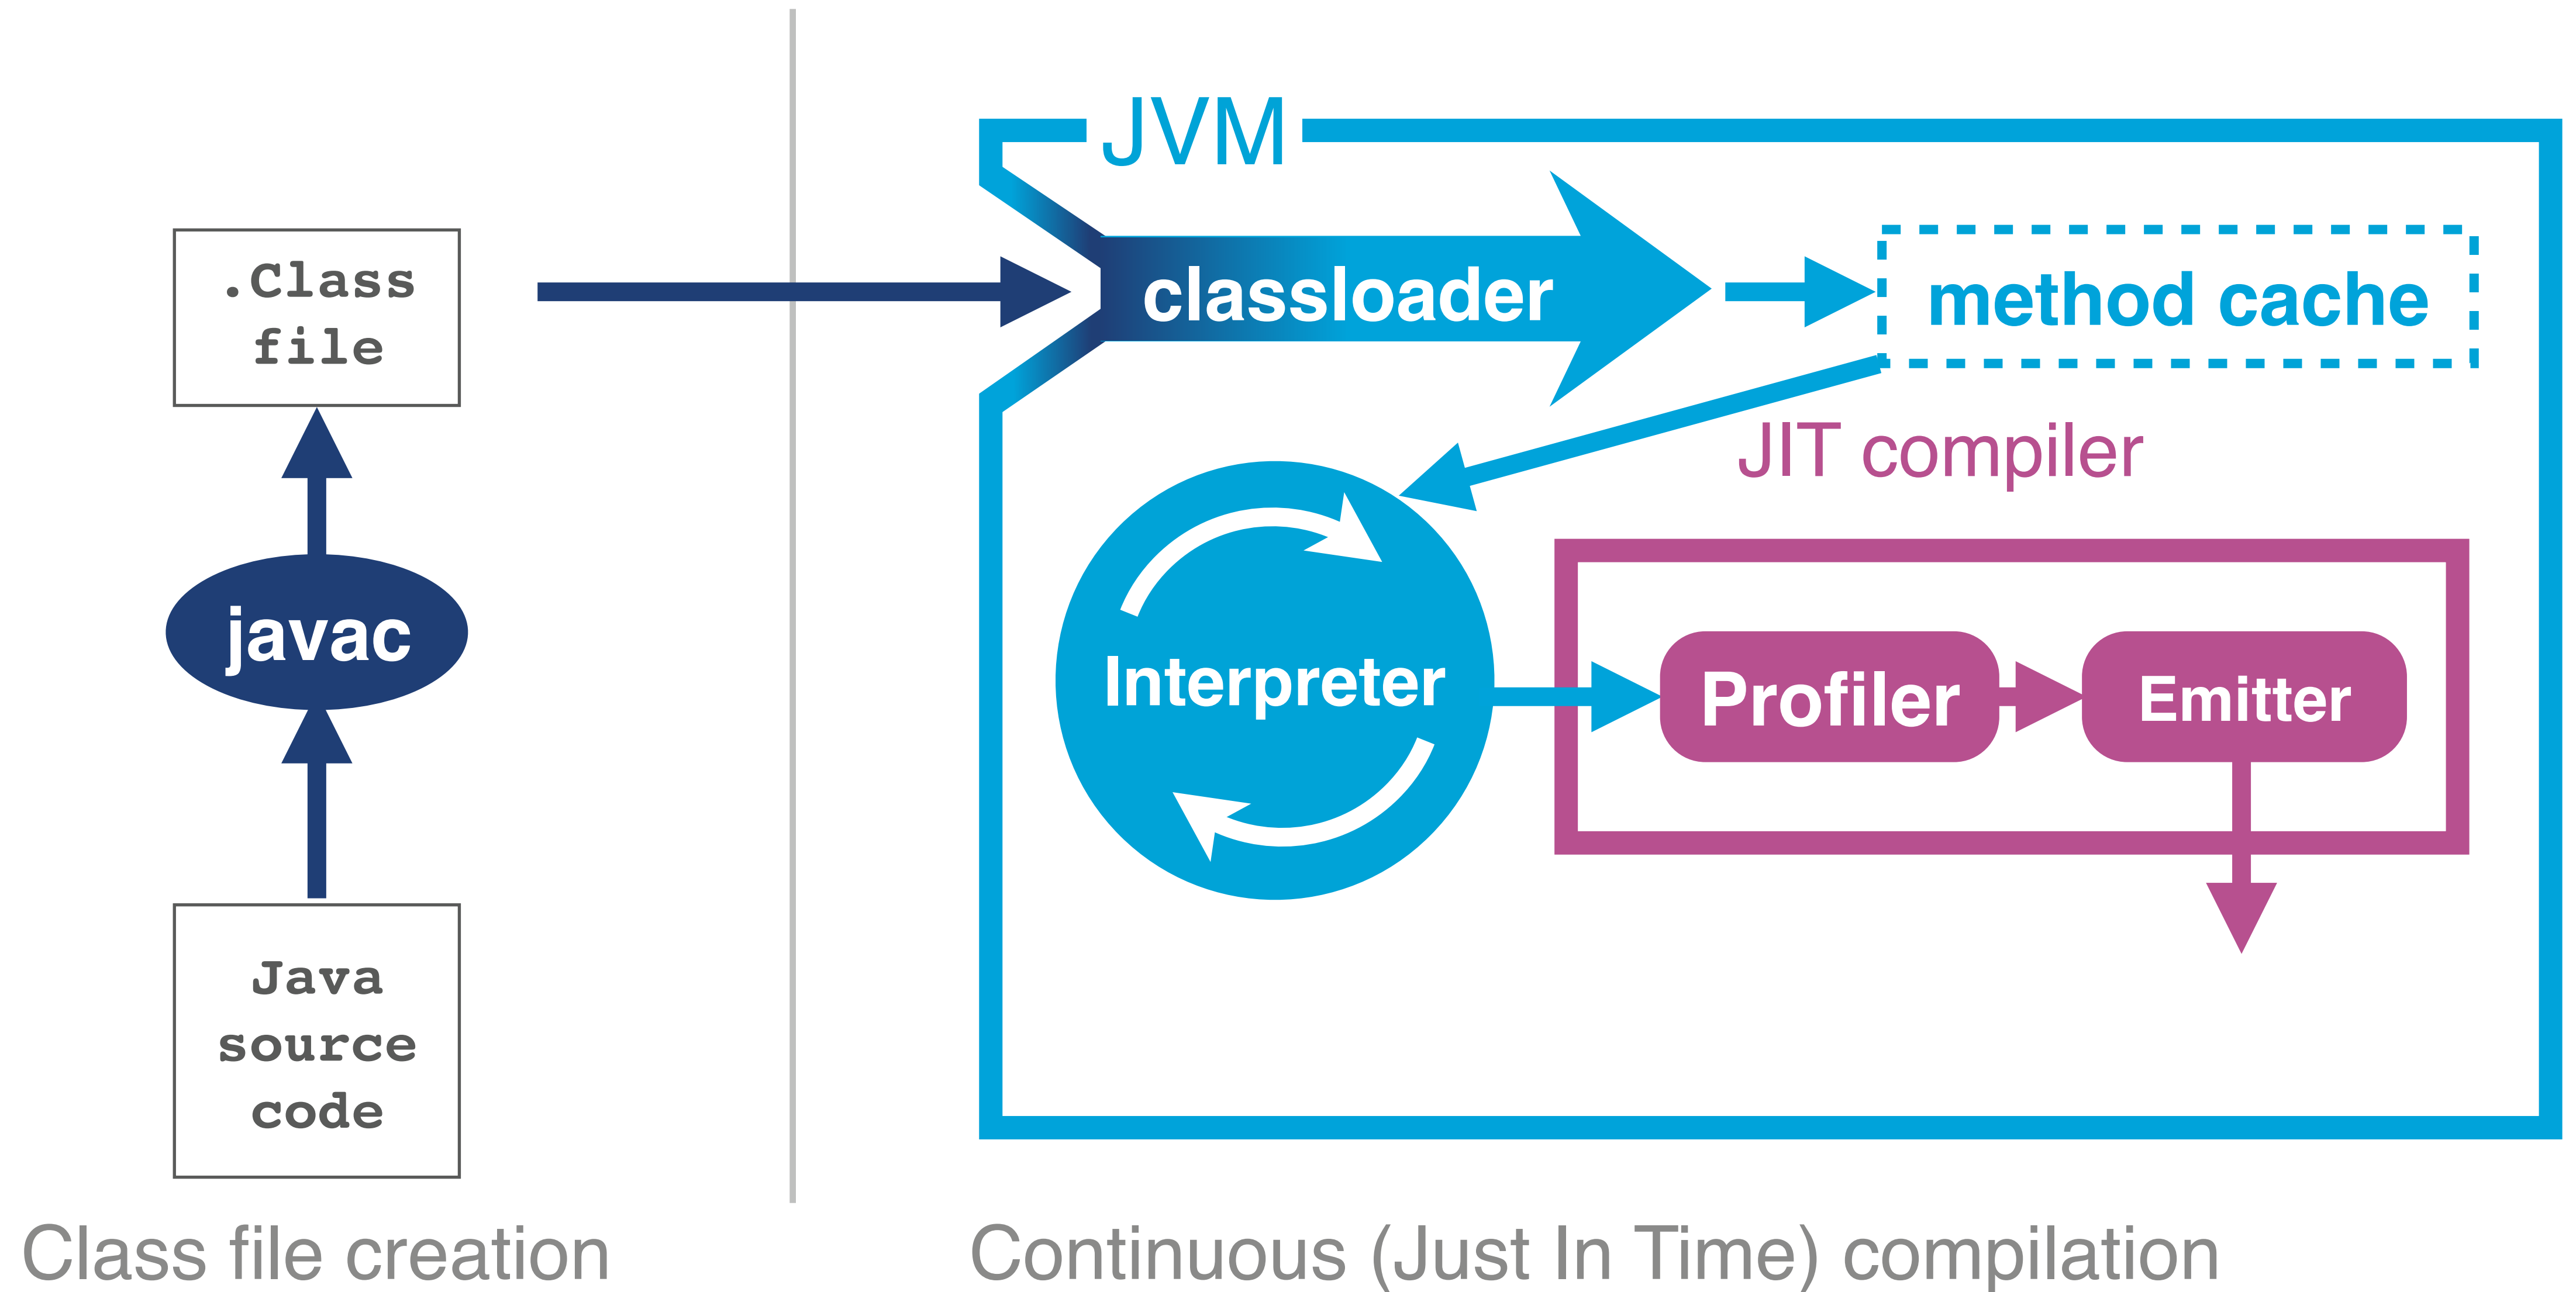 .Class
file
javac
Java
source
code
Class file creation
JVM
classloader
method cache
JIT compiler
Interpreter
Profiler
Emitter
Continuous (Just In Time) compilation